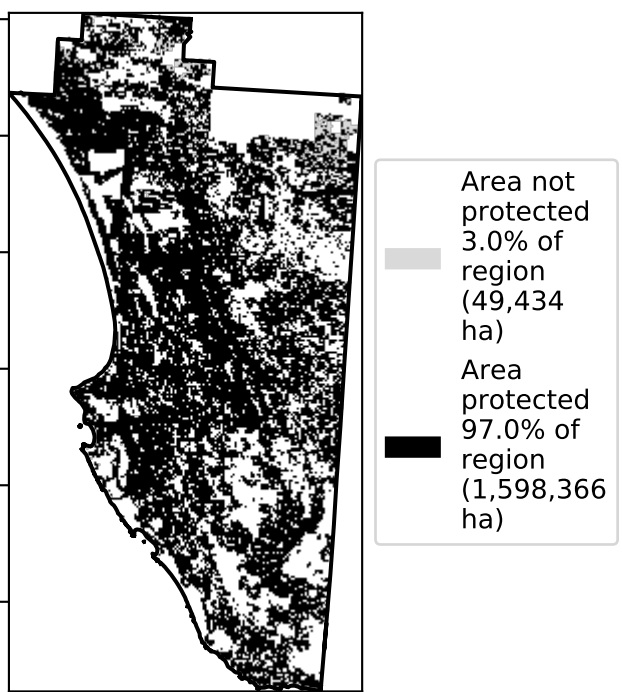 Area not
protected
3.0% of
region
(49,434
ha)
Area
protected
97.0% of
region
(1,598,366
ha)